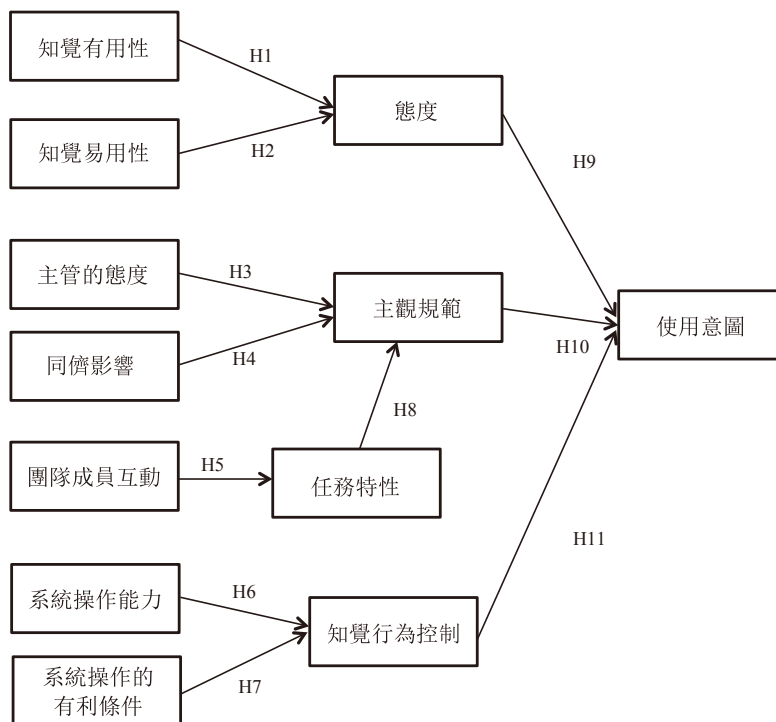 知覺有用性
H1
態度
知覺易用性
H2
H9
主管的態度
H3
主觀規範
使用意圖
同儕影響
H4
H10
H8
團隊成員互動
H5
任務特性
H11
系統操作能力
H6
知覺行為控制
系統操作的
有利條件
H7